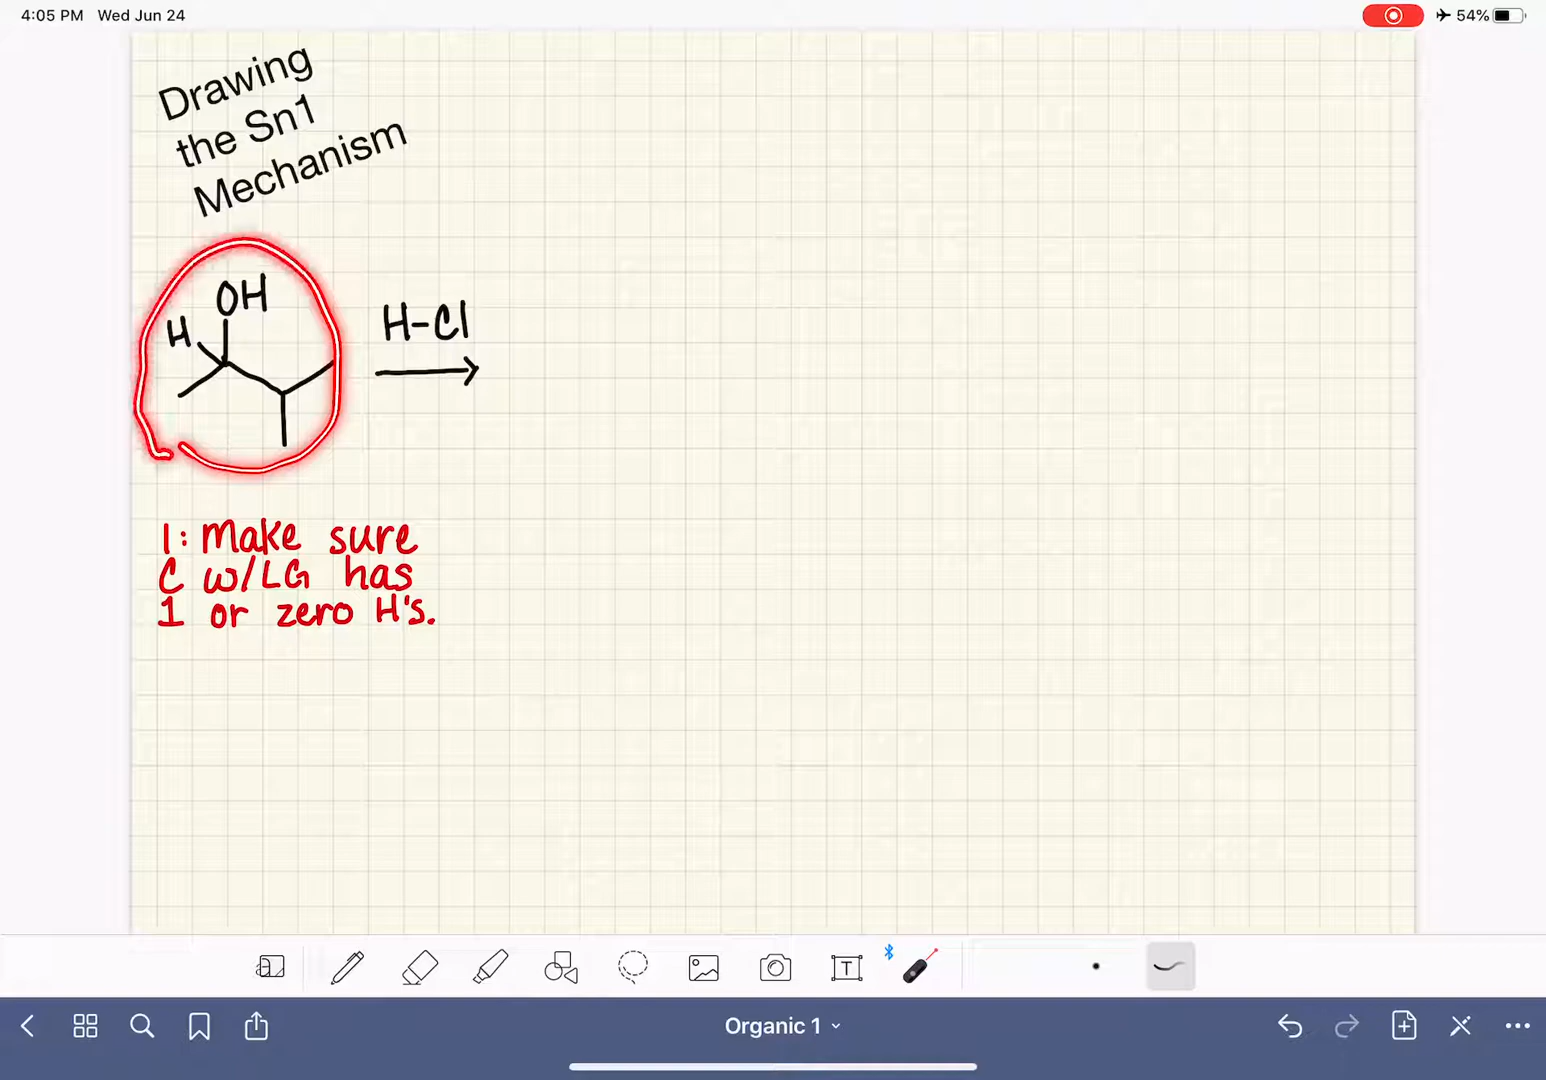 4:05 PM Wed Jun 24
54%
Drawing
the Sn1
Mechanism
OH
H
H-Cl
1: Make sure
C w/LG has
1 or zero H's.
T
Organic 1